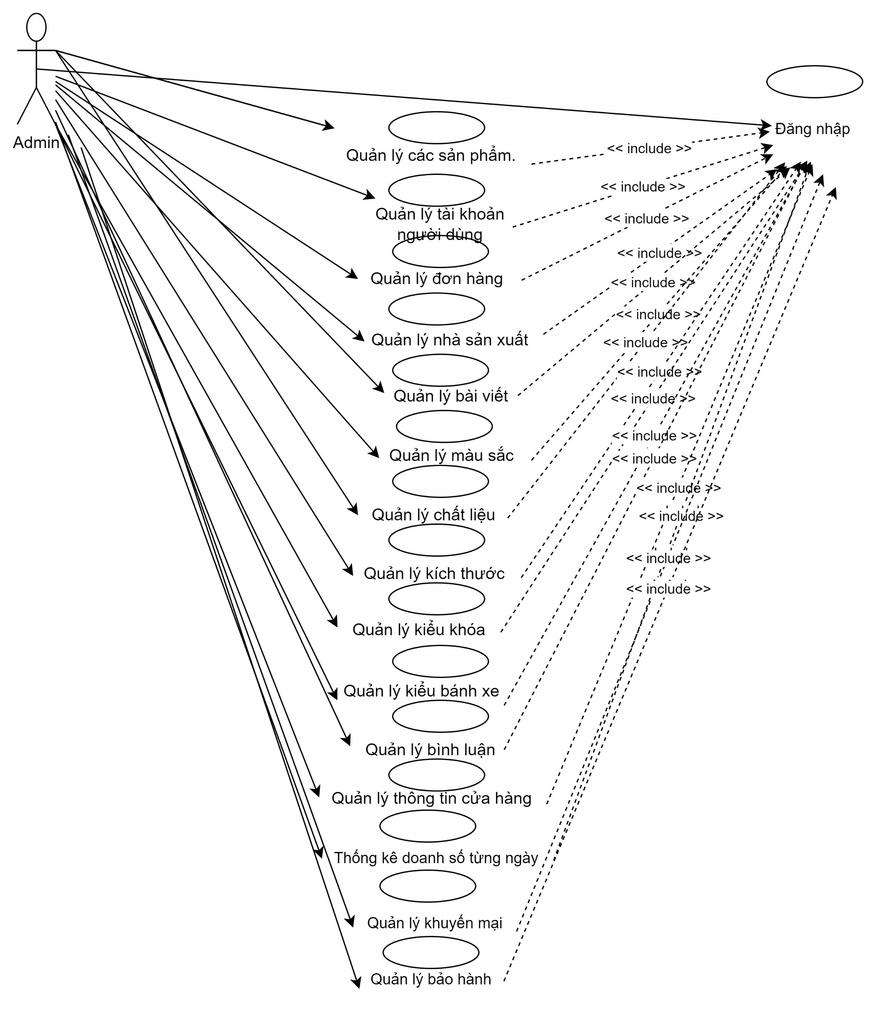 Admin
Đăng nhập
Quản lý các sản phẩm.
<< include >>
Quản lý tài khoản
người dùng
<< include >>
<< include >>
Quản lý đơn hàng
<< include >>
<< include >>
Quản lý nhà sản xuất
<< include >>
<< include >>
Quản lý bài viết
<< include >>
<< include >>
Quản lý màu sắc
<< include >>
<< include >>
Quản lý chất liệu
<< include >>
<< include >>
Quản lý kích thước
<< include >>
<< include >>
Quản lý kiểu khóa
Quản lý kiểu bánh xe
Quản lý bình luận
Quản lý thông tin cửa hàng
Thống kê doanh số từng ngày
Quản lý khuyến mại
Quản lý bảo hành